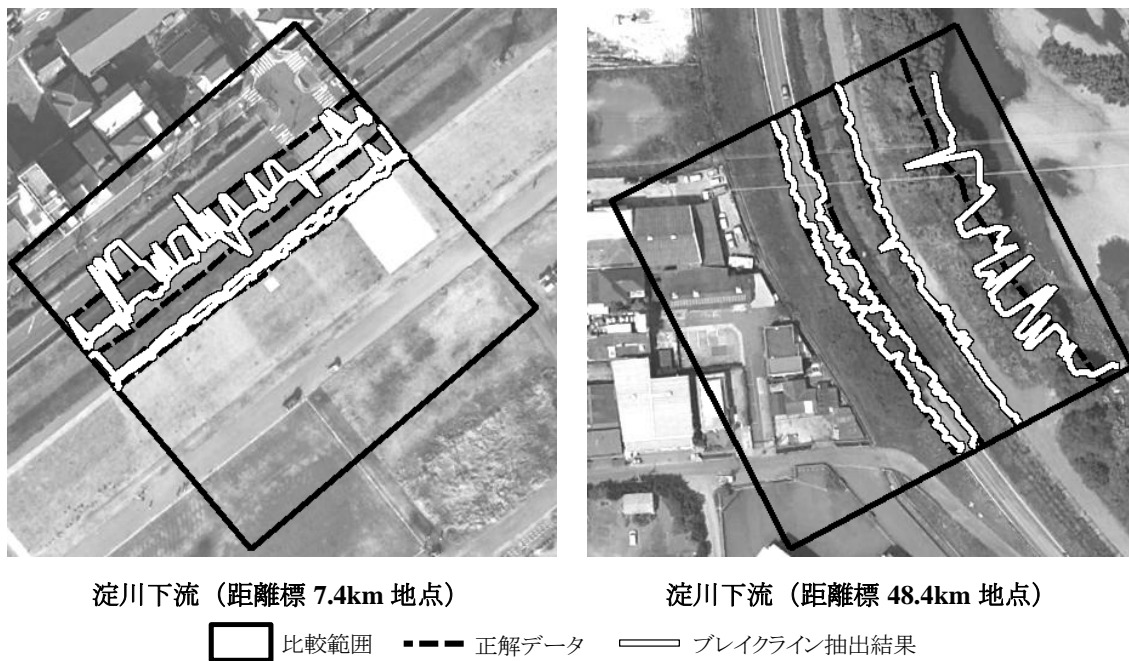 淀川下流（距離標 7.4km 地点）
淀川下流（距離標 48.4km 地点）
比較範囲 正解データ ブレイクライン抽出結果